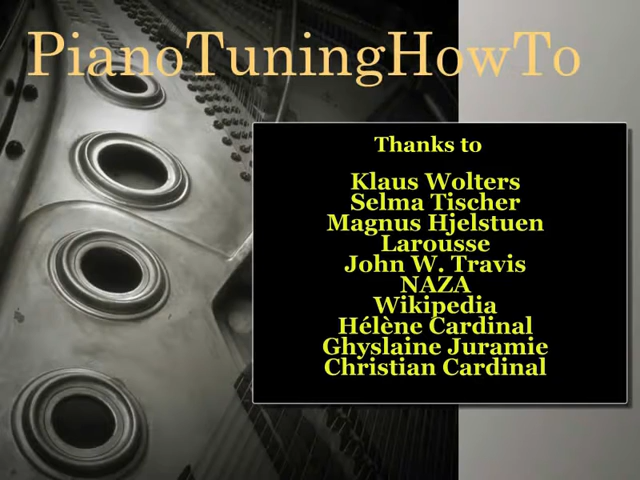 PianoTuningHowTo
Thanks to
Klaus Wolters
Selma Tischer
Magnus Hjelstuen
Larousse
John W. Travis
NAZA
Wikipedia
Hélène Cardinal
Ghyslaine Juramie
Christian Cardinal